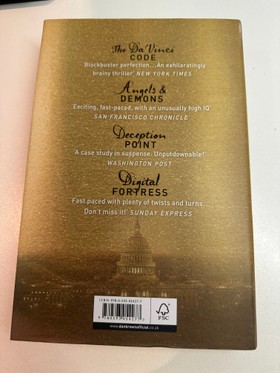 The Da Vinci
CODE
Blockbuster perfection...An exhilaratingly
brainy thriller' NEW YORK TIMES
Angels &
DEMONS
Exciting, fast-paced, with an unusually high IQ'
SAN FRANCISCO CHRONICLE
Deception
POINT
A case study in suspense. Unputdownable!'
WASHINGTON POST
Digital
FORTRESS
Fast paced with plenty of twists and turns
Don't miss it! SUNDAY EXPRESS
FSC
www.danbrownofficial.co.uk